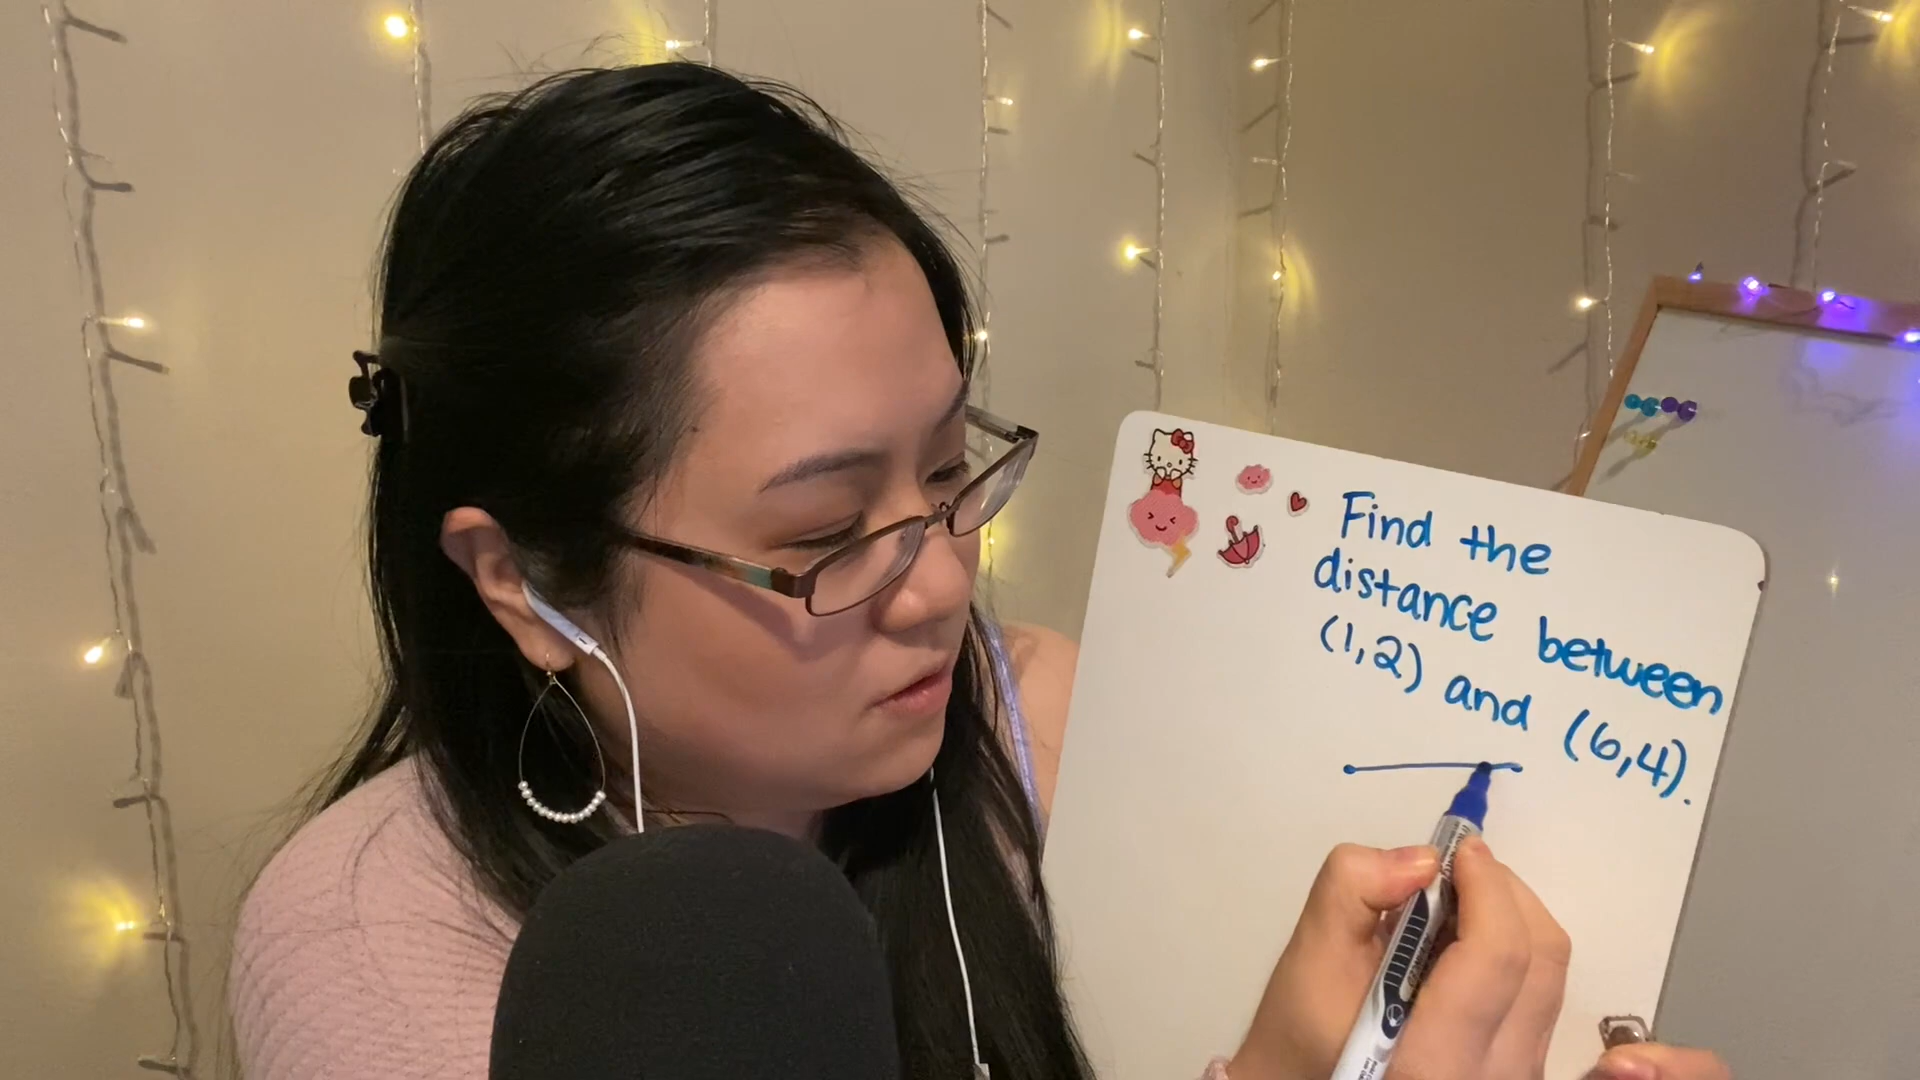 Find the
distance between
(1,2) and (6,4).